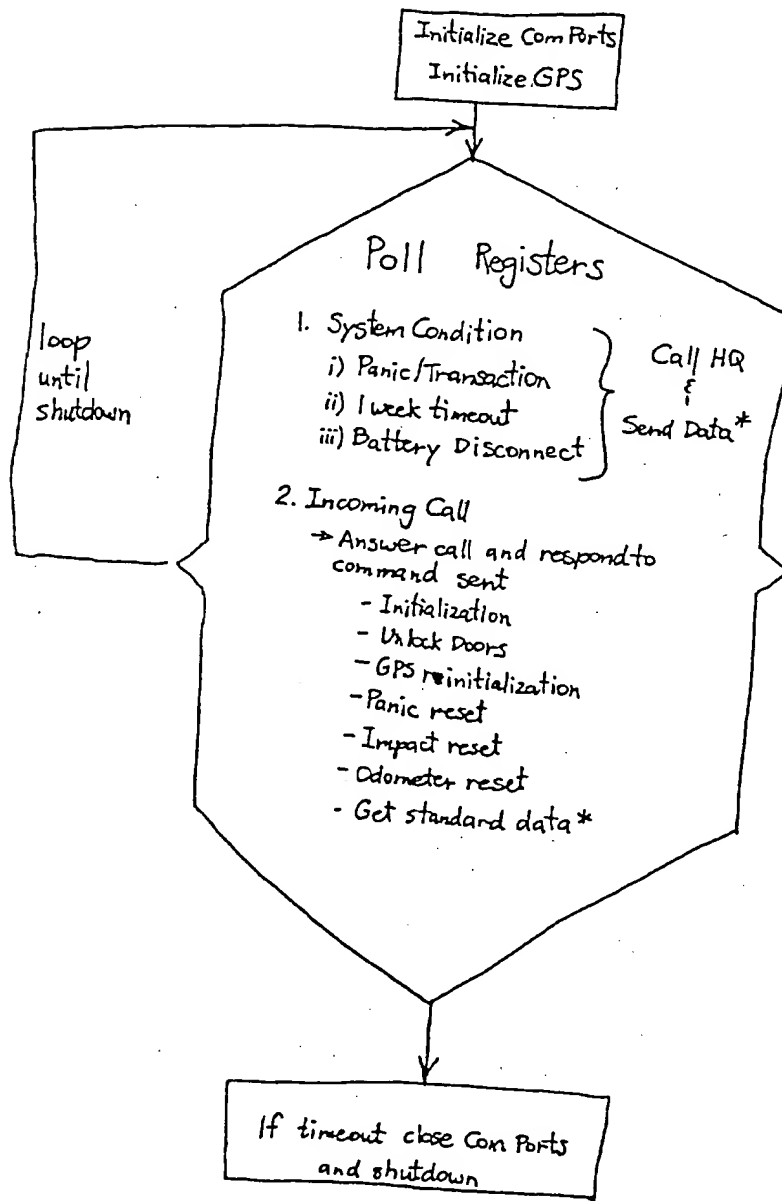 Initialize Com Ports
Initialize GPS
Poll Registers
loop
until
shutdown
1. System Condition
i) Panic/Transaction
ii) 1 week timeout
iii) Battery Disconnect
Call HQ
&
Send Data*
2. Incoming Call
→ Answer call and respond to
command sent
- Initialization
- Unlock Doors
- GPS reinitialization
- Panic reset
- Impact reset
- Odometer reset
- Get standard data*
If timeout close Com Ports
and shutdown